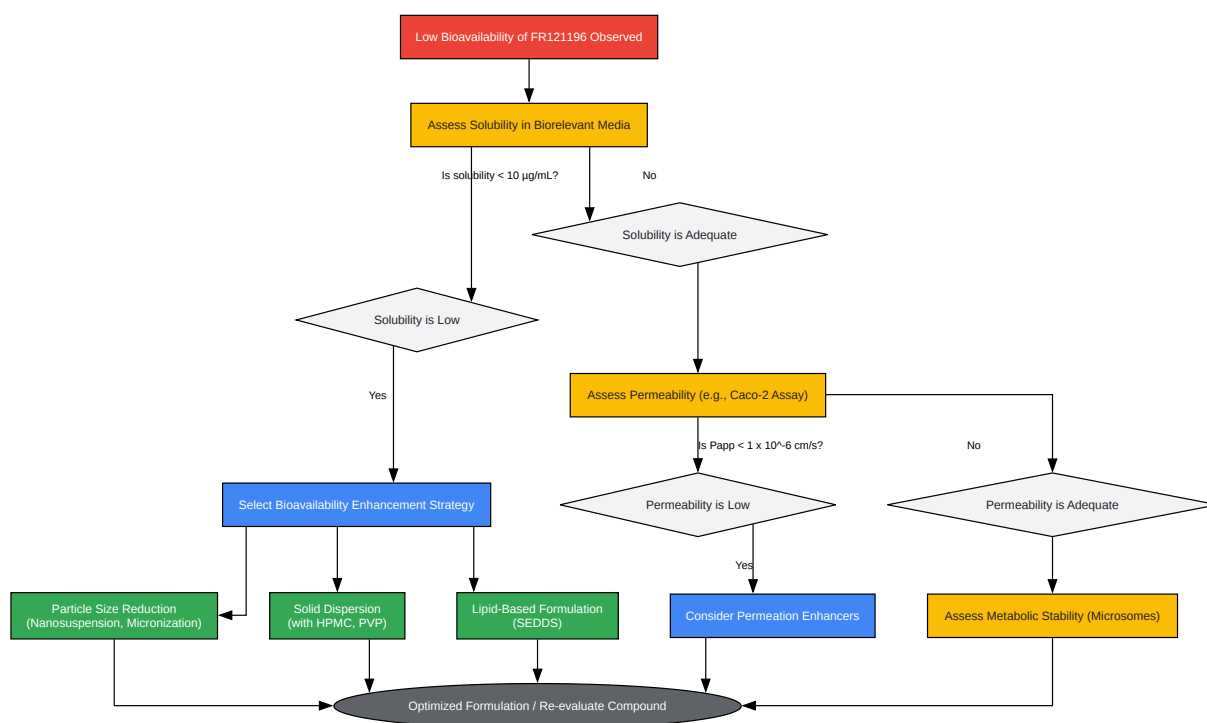 Low Bioavailability of FR121196 Observed
Assess Solubility in Biorelevant Media
Is solubility < 10 µg/mL?
No
Solubility is Adequate
Solubility is Low
Yes
Assess Permeability (e.g., Caco-2 Assay)
Is Papp < 1 x 10^-6 cm/s?
No
Select Bioavailability Enhancement Strategy
Permeability is Low
Permeability is Adequate
Yes
Particle Size Reduction
(Nanosuspension, Micronization)
Solid Dispersion
(with HPMC, PVP)
Lipid-Based Formulation
(SEDDS)
Consider Permeation Enhancers
Assess Metabolic Stability (Microsomes)
Optimized Formulation / Re-evaluate Compound